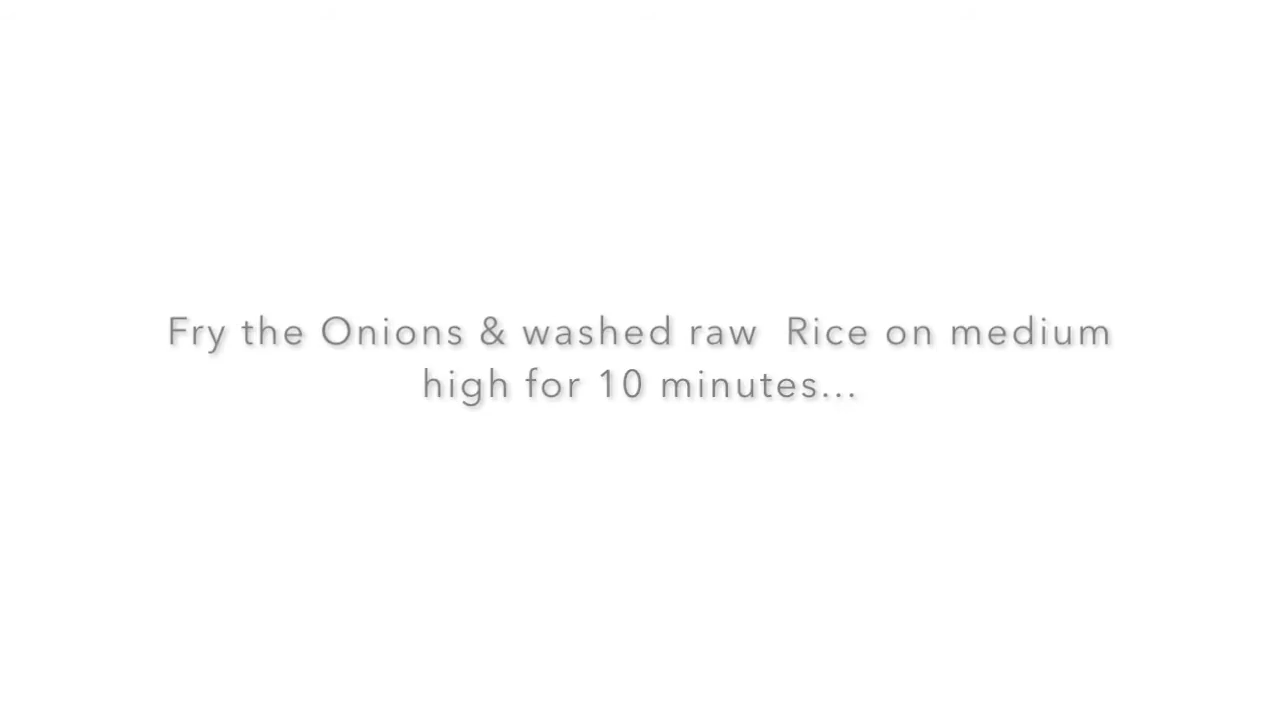 Fry the Onions & washed raw  Rice on medium
high for 10 minutes...